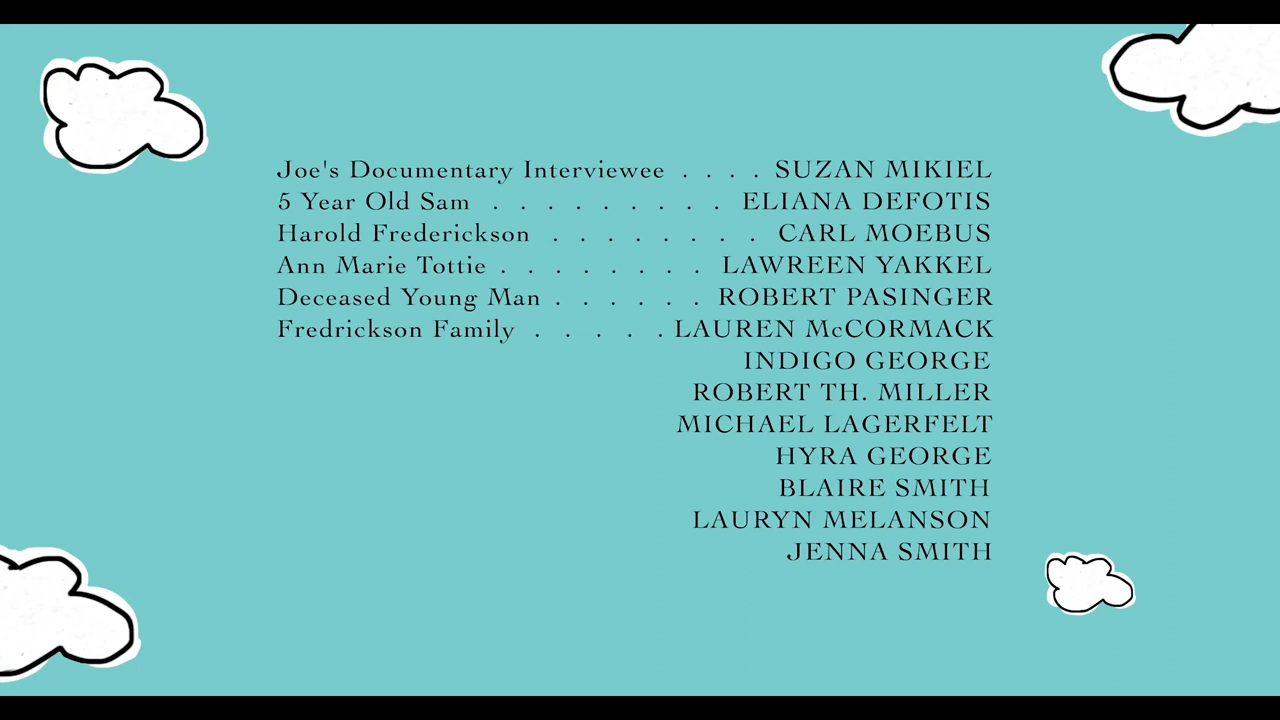 Joe's Documentary Interviewee . . . . SUZAN MIKIEL
5 Year Old Sam . . . . . . . . . ELIANA DEFOTIS
Harold Frederickson . . . . . . . . CARL MOEBUS
Ann Marie Tottie . . . . . . . . LAWREEN YAKKEL
Deceased Young Man . . . . . . ROBERT PASINGER
Fredrickson Family . . . . . LAUREN McCORMACK
INDIGO GEORGE
ROBERT TH. MILLER
MICHAEL LAGERFELT
HYRA GEORGE
BLAIRE SMITH
LAURYN MELANSON
JENNA SMITH